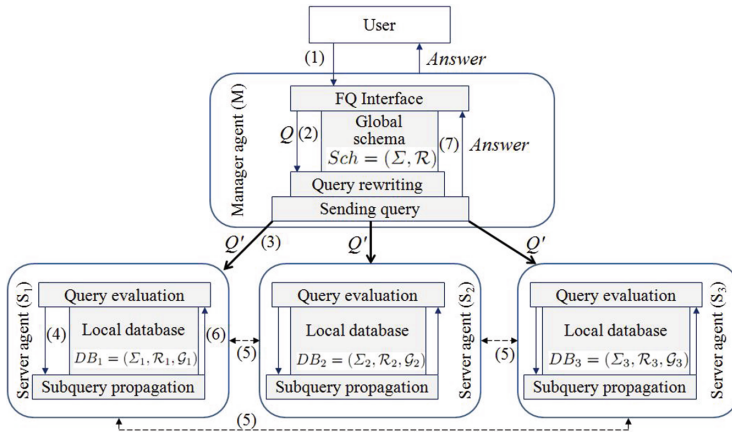 User
(1)
Answer
Manager agent (M)
FQ Interface
Q
(2)
Global
schema
Sch = (Σ, ℛ)
(7)
Answer
Query rewriting
Sending query
Q'
(3)
Q'
Q'
Server agent (S₁)
Query evaluation
(4)
Local database
DB₁ = (Σ₁, ℛ₁, 𝒢₁)
(6)
Subquery propagation
(5)
Query evaluation
Local database
DB₂ = (Σ₂, ℛ₂, 𝒢₂)
Subquery propagation
Server agent (S₂)
(5)
Query evaluation
Local database
DB₃ = (Σ₃, ℛ₃, 𝒢₃)
Subquery propagation
Server agent (S₃)
(5)